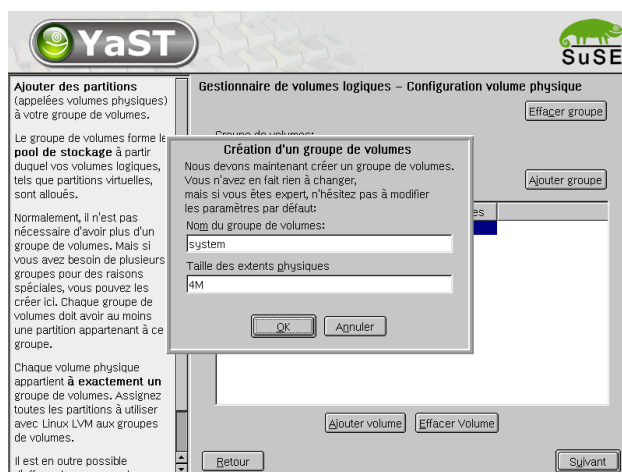 YaST
SuSE
Ajouter des partitions
(appelées volumes physiques)
à votre groupe de volumes.
Le groupe de volumes forme le
pool de stockage à partir
duquel vos volumes logiques,
tels que partitions virtuelles,
sont alloués.
Normalement, il n'est pas
nécessaire d'avoir plus d'un
groupe de volumes. Mais si
vous avez besoin de plusieurs
groupes pour des raisons
spéciales, vous pouvez les
créer ici. Chaque groupe de
volumes doit avoir au moins
une partition appartenant à ce
groupe.
Chaque volume physique
appartient à exactement un
groupe de volumes. Assignez
toutes les partitions à utiliser
avec Linux LVM aux groupes
de volumes.
Il est en outre possible
Gestionnaire de volumes logiques – Configuration volume physique
Effacer groupe
Groupe de volumes:
Ajouter groupe
es
Création d'un groupe de volumes
Nous devons maintenant créer un groupe de volumes.
Vous n'avez en fait rien à changer,
mais si vous êtes expert, n'hésitez pas à modifier
les paramètres par défaut:
Nom du groupe de volumes:
system
Taille des extents physiques
4M
OK
Annuler
Ajouter volume
Effacer Volume
Retour
Suivant